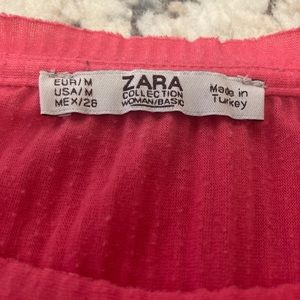 EUR/M
USA/M
MEX/26
ZARA
COLLECTION
WOMAN/BASIC
Made in
Turkey